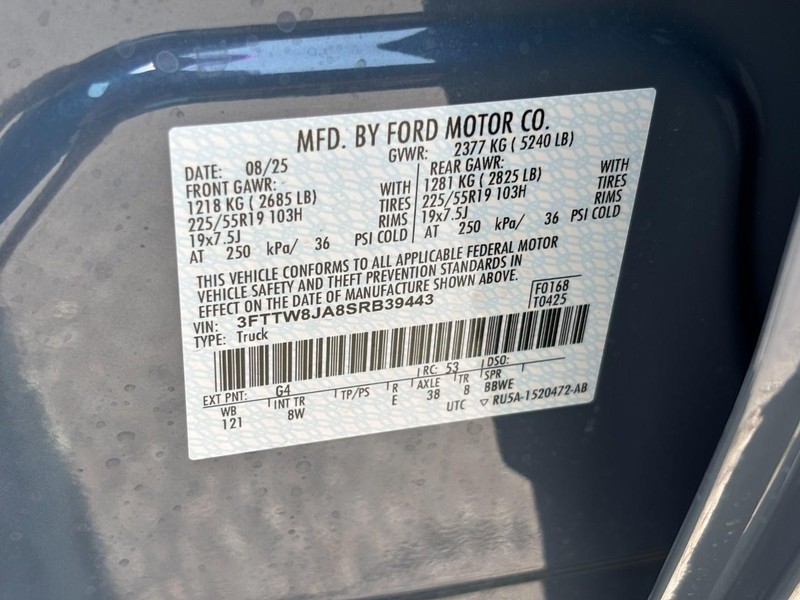 MFD. BY FORD MOTOR CO.
DATE: 08/25 GVWR: 2377 KG ( 5240 LB)
FRONT GAWR: REAR GAWR:
1218 KG ( 2685 LB) WITH 1281 KG ( 2825 LB) WITH
225/55R19 103H TIRES 225/55R19 103H TIRES
19x7.5J RIMS 19x7.5J RIMS
AT 250 kPa/ 36 PSI COLD AT 250 kPa/ 36 PSI COLD
THIS VEHICLE CONFORMS TO ALL APPLICABLE FEDERAL MOTOR
VEHICLE SAFETY AND THEFT PREVENTION STANDARDS IN
EFFECT ON THE DATE OF MANUFACTURE SHOWN ABOVE.
F0168
VIN: 3FTTW8JA8SRB39443 T0425
TYPE: Truck
EXT PNT: G4 RC: 53 DSO:
WB INT TR TP/PS R AXLE TR SPR
121 8W E 38 8 BBWE
UTC ▽ RU5A-1520472-AB